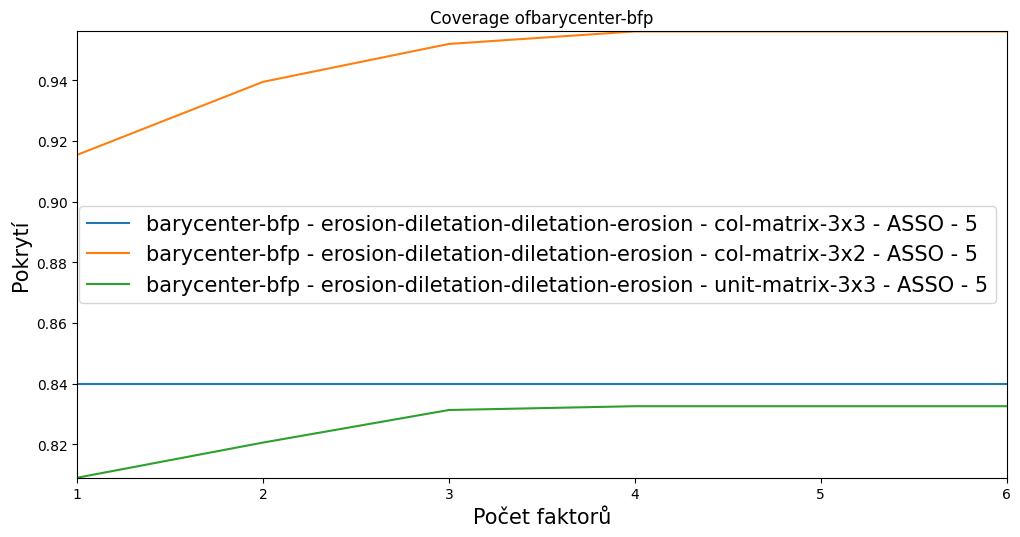 Coverage ofbarycenter-bfp
Pokrytí
0.94
0.92
0.90
0.88
0.86
0.84
0.82
barycenter-bfp - erosion-diletation-diletation-erosion - col-matrix-3x3 - ASSO - 5
barycenter-bfp - erosion-diletation-diletation-erosion - col-matrix-3x2 - ASSO - 5
barycenter-bfp - erosion-diletation-diletation-erosion - unit-matrix-3x3 - ASSO - 5
1 2 3 4 5 6
Počet faktorů